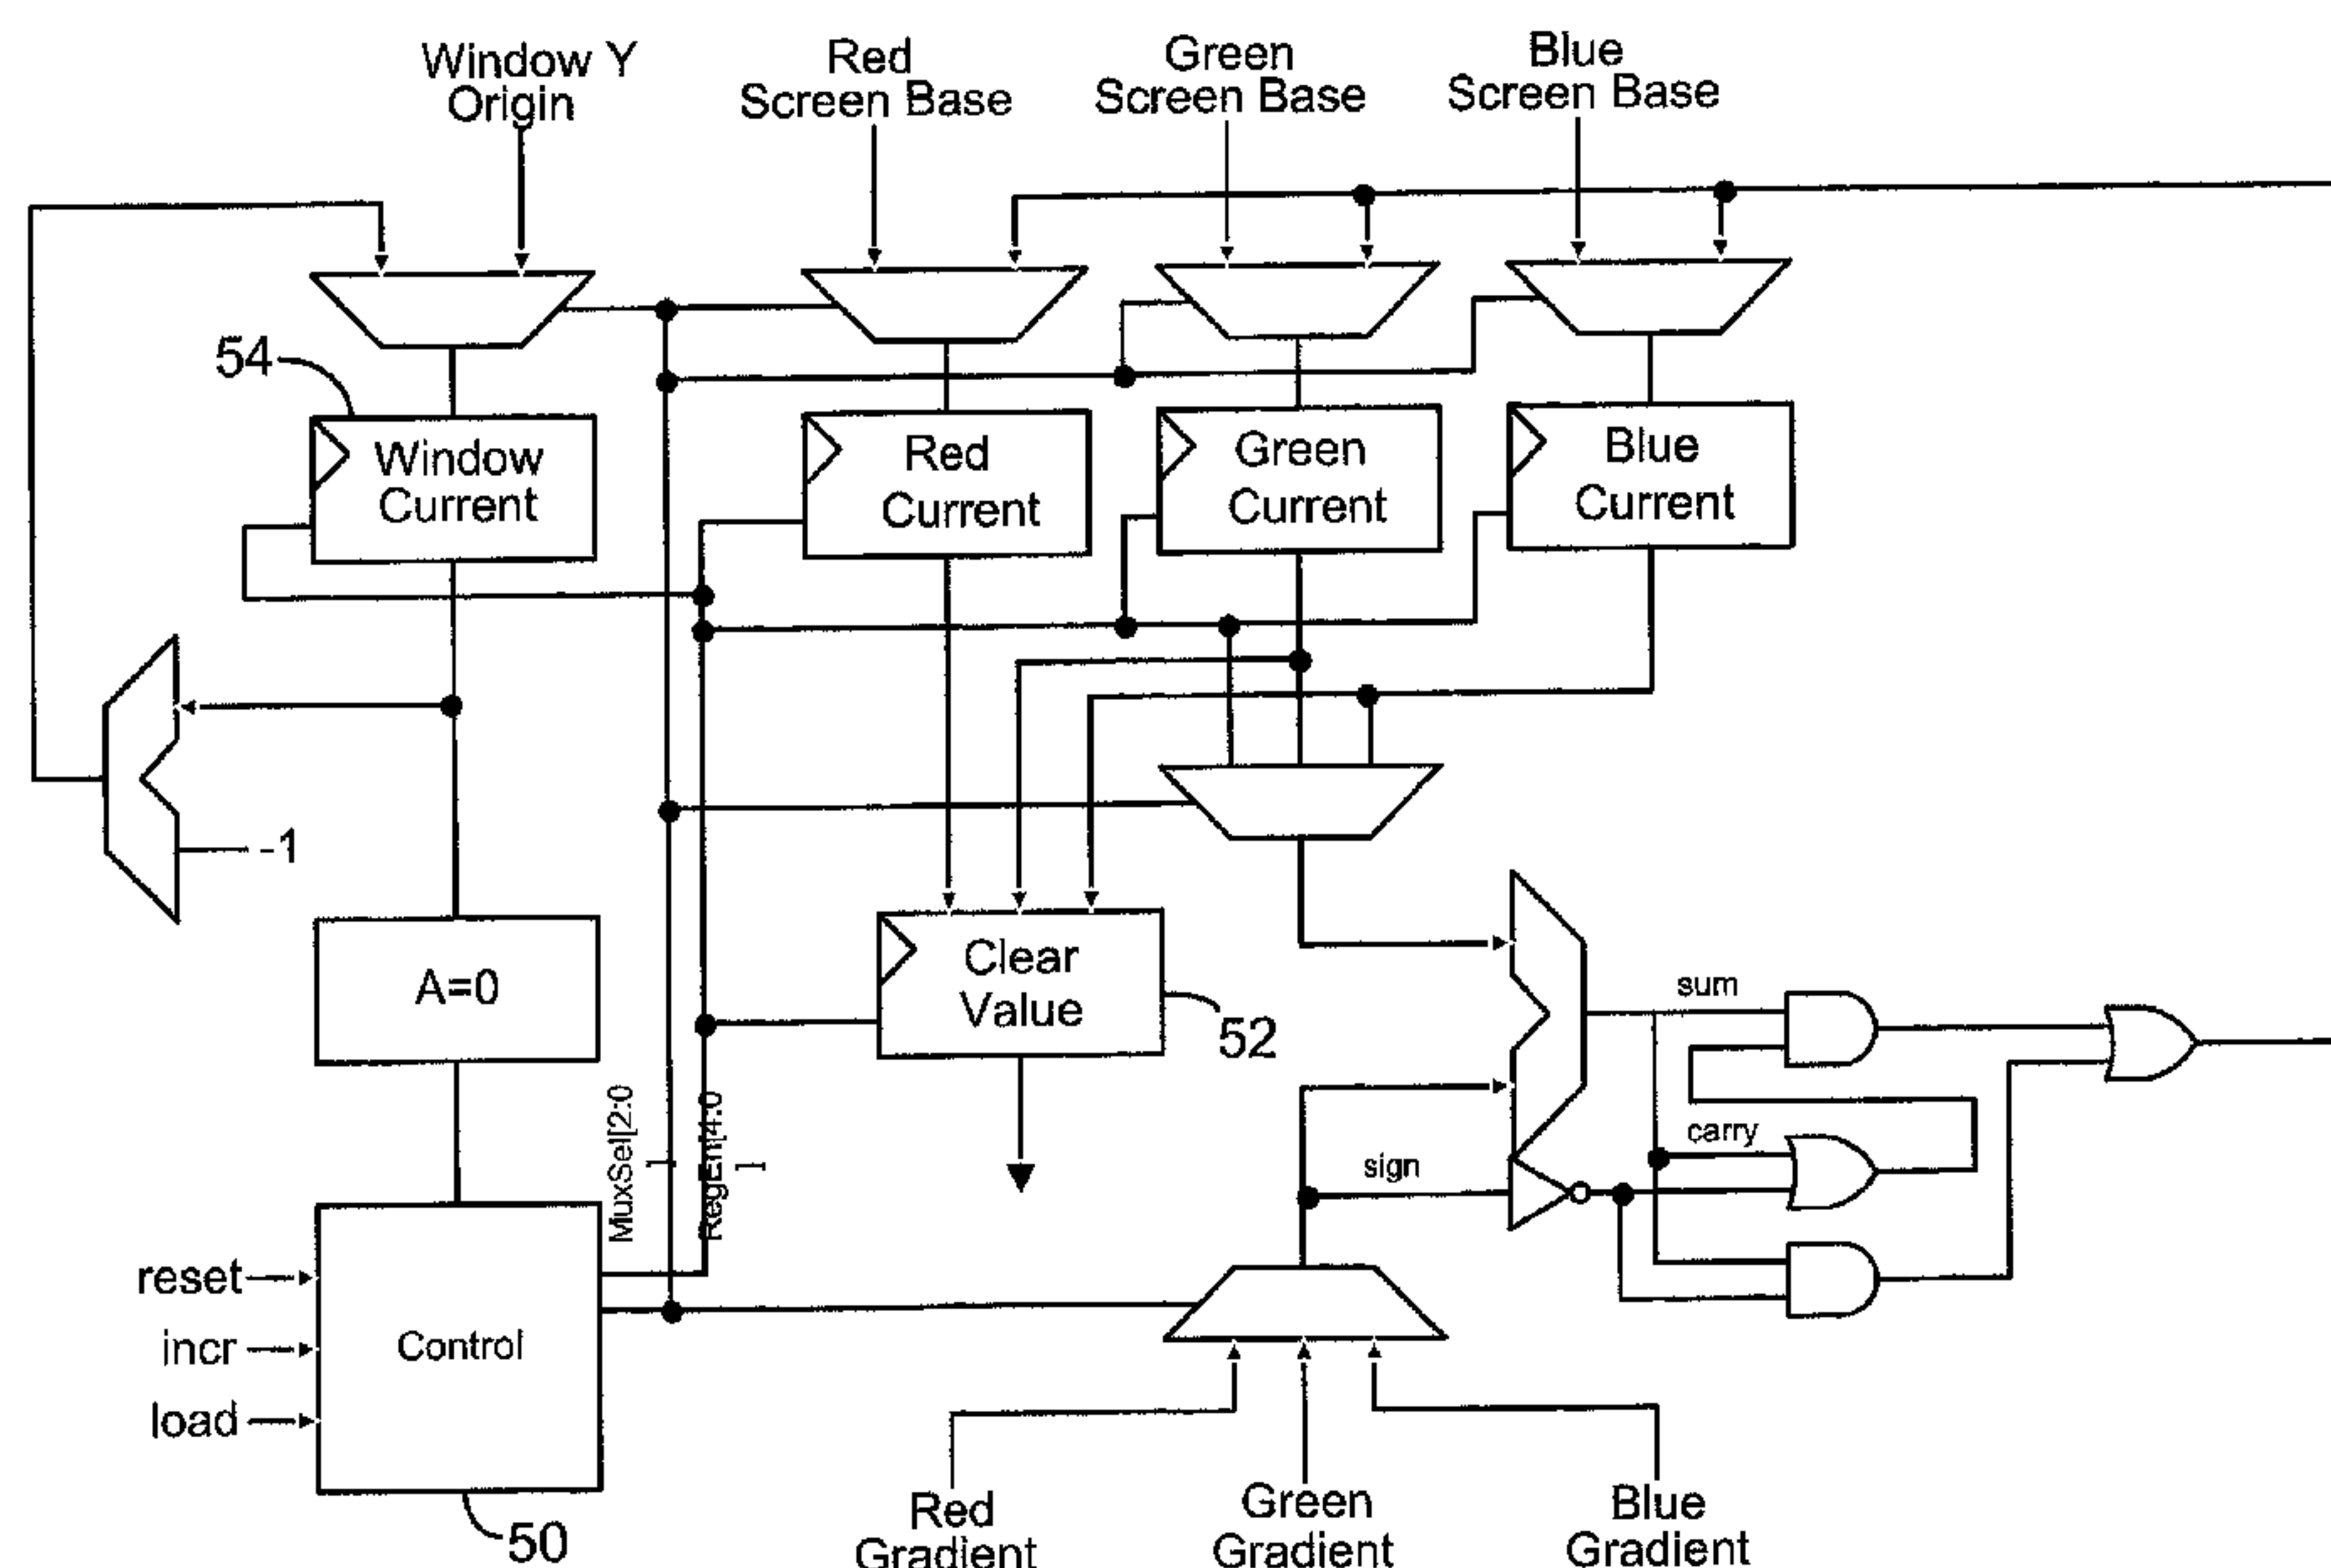 Window Y
Origin
Red
Screen Base
Green
Screen Base
Blue
Screen Base
54
Window
Current
Red
Current
Green
Current
Blue
Current
-1
A=0
Clear
Value
52
sum
carry
sign
MuxSel[2:0
]
RegEn[4:0
]
reset
incr
load
Control
50
Red
Gradient
Green
Gradient
Blue
Gradient